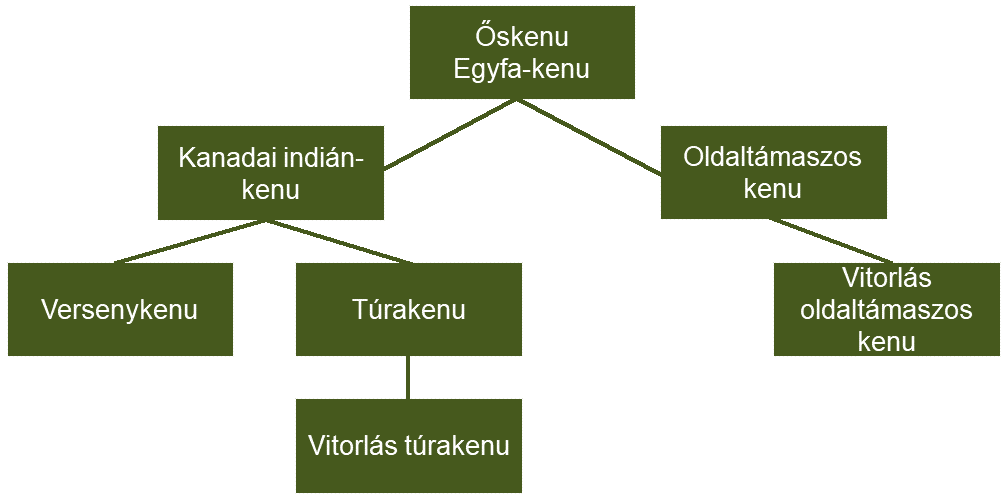 Őskenu
Egyfa-kenu
Kanadai indián-
kenu
Oldaltámaszos
kenu
Versenykenu
Túrakenu
Vitorlás
oldaltámaszos
kenu
Vitorlás túrakenu